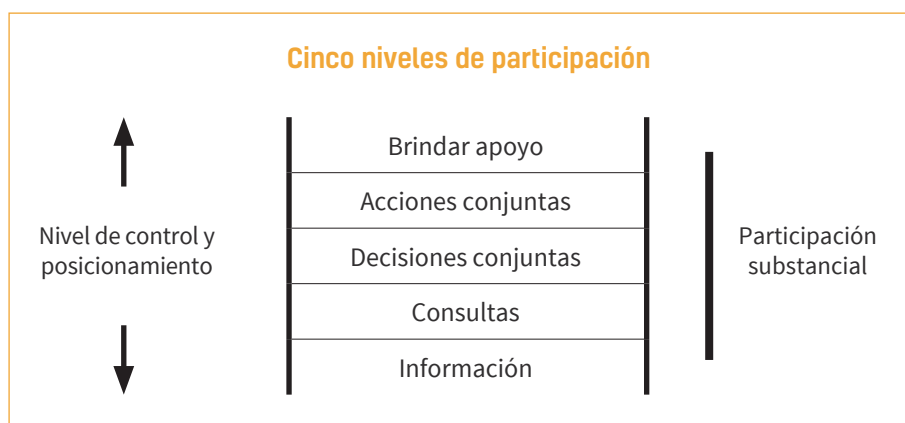 Cinco niveles de participación
Nivel de control y
posicionamiento
Brindar apoyo
Acciones conjuntas
Decisiones conjuntas
Consultas
Información
Participación
substancial